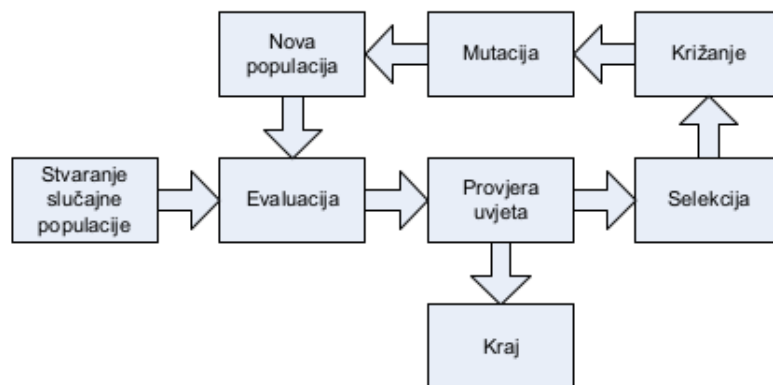 Nova
populacija
Mutacija
Križanje
Stvaranje
slučajne
populacije
Evaluacija
Provjera
uvjeta
Selekcija
Kraj